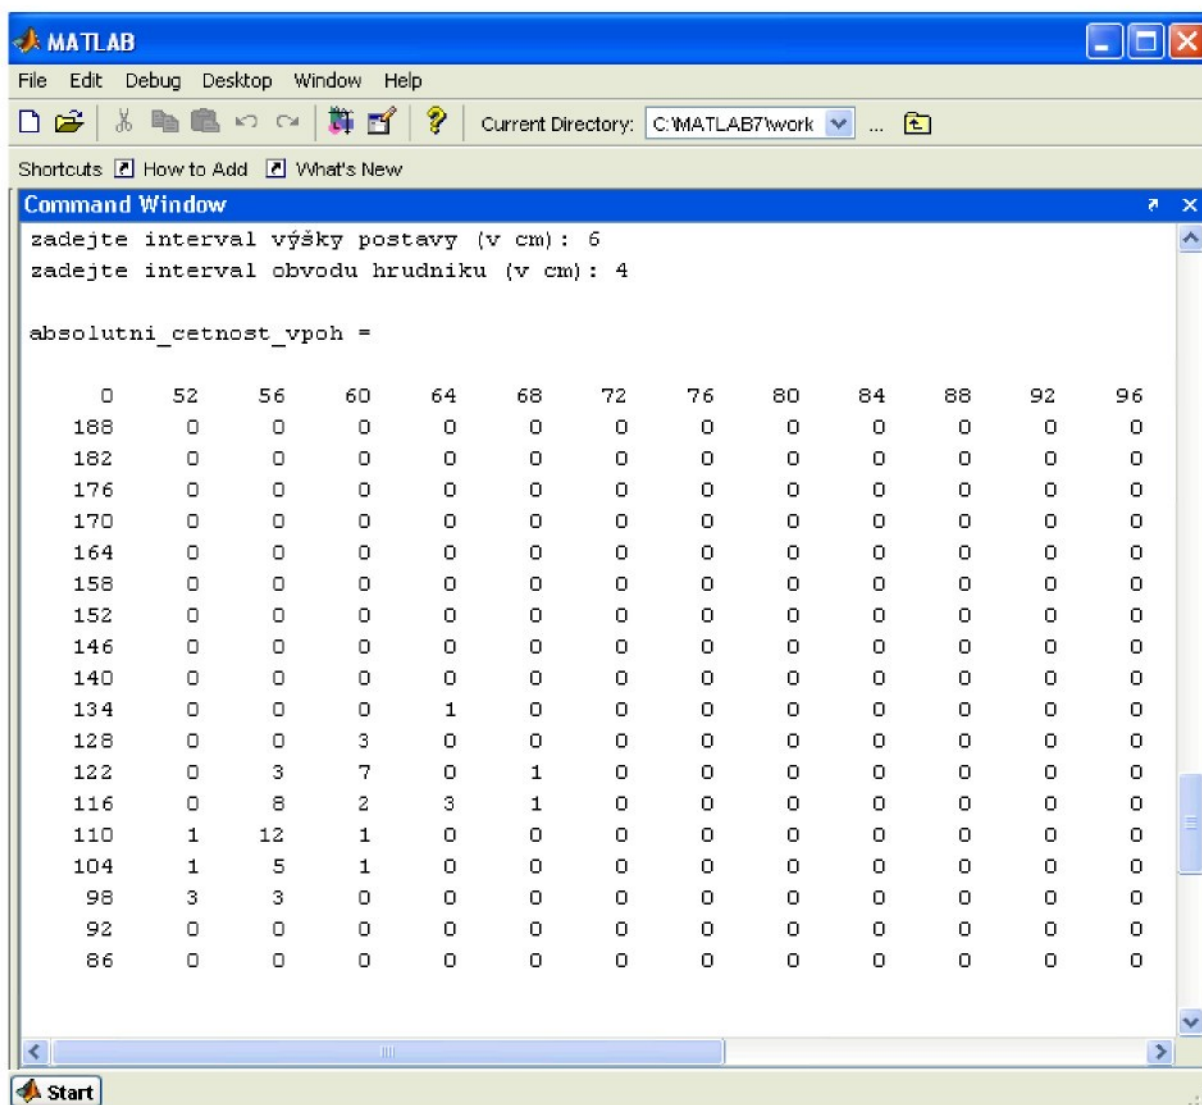 MATLAB
File Edit Debug Desktop Window Help
Current Directory: C:\MATLAB7\work ...
Shortcuts How to Add What's New
Command Window
zadejte interval výšky postavy (v cm): 6
zadejte interval obvodu hrudniku (v cm): 4
absolutni_cetnost_vpoh =
0 52 56 60 64 68 72 76 80 84 88 92 96
188 0 0 0 0 0 0 0 0 0 0 0 0
182 0 0 0 0 0 0 0 0 0 0 0 0
176 0 0 0 0 0 0 0 0 0 0 0 0
170 0 0 0 0 0 0 0 0 0 0 0 0
164 0 0 0 0 0 0 0 0 0 0 0 0
158 0 0 0 0 0 0 0 0 0 0 0 0
152 0 0 0 0 0 0 0 0 0 0 0 0
146 0 0 0 0 0 0 0 0 0 0 0 0
140 0 0 0 0 0 0 0 0 0 0 0 0
134 0 0 0 1 0 0 0 0 0 0 0 0
128 0 0 3 0 0 0 0 0 0 0 0 0
122 0 3 7 0 1 0 0 0 0 0 0 0
116 0 8 2 3 1 0 0 0 0 0 0 0
110 1 12 1 0 0 0 0 0 0 0 0 0
104 1 5 1 0 0 0 0 0 0 0 0 0
98 3 3 0 0 0 0 0 0 0 0 0 0
92 0 0 0 0 0 0 0 0 0 0 0 0
86 0 0 0 0 0 0 0 0 0 0 0 0
Start